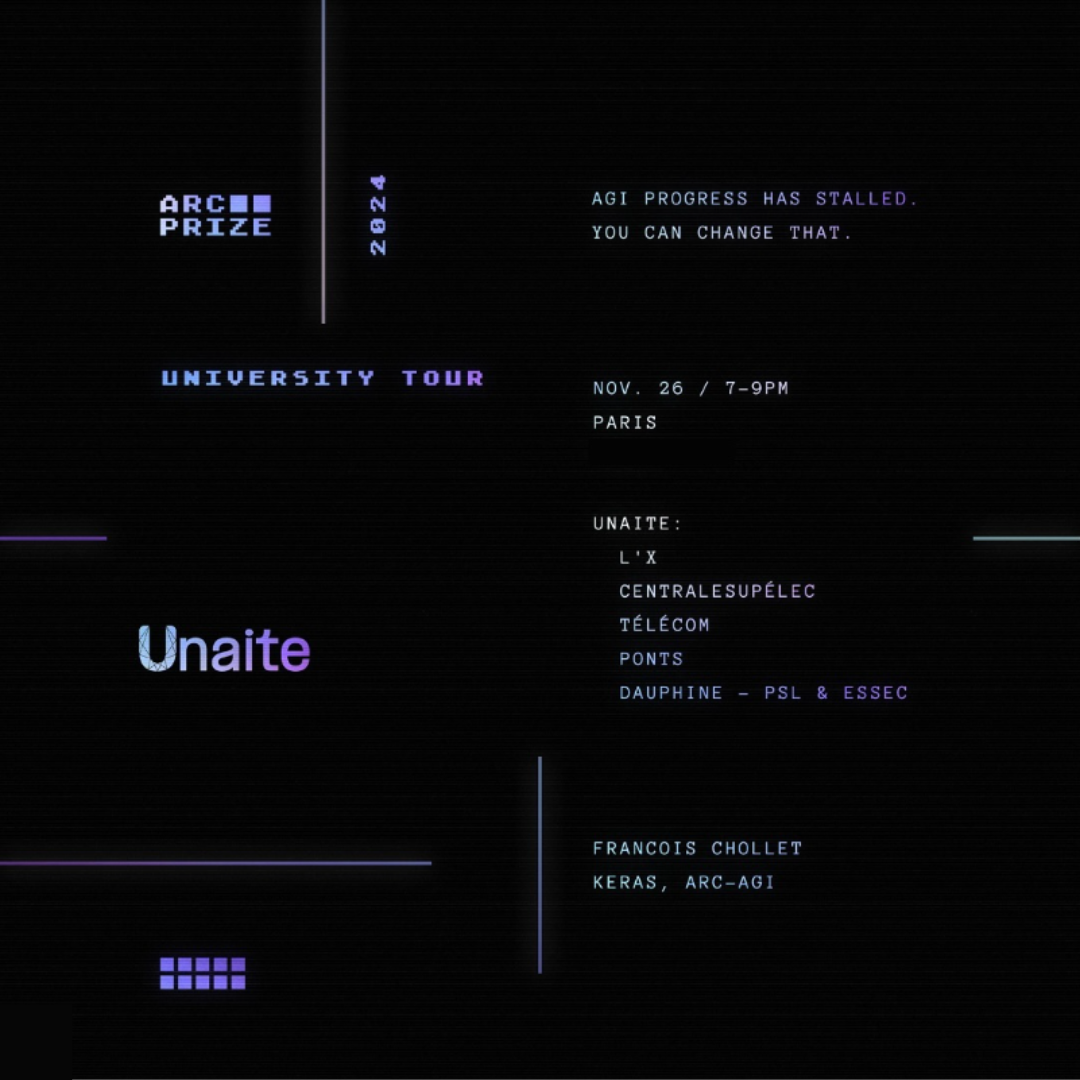 ARC
PRIZE
2024
UNIVERSITY TOUR
AGI PROGRESS HAS STALLED.
YOU CAN CHANGE THAT.
NOV. 26 / 7-9PM
PARIS
UNAITE:
L'X
CENTRALESUPÉLEC
TÉLÉCOM
PONTS
DAUPHINE - PSL & ESSEC
Unaite
FRANCOIS CHOLLET
KERAS, ARC-AGI